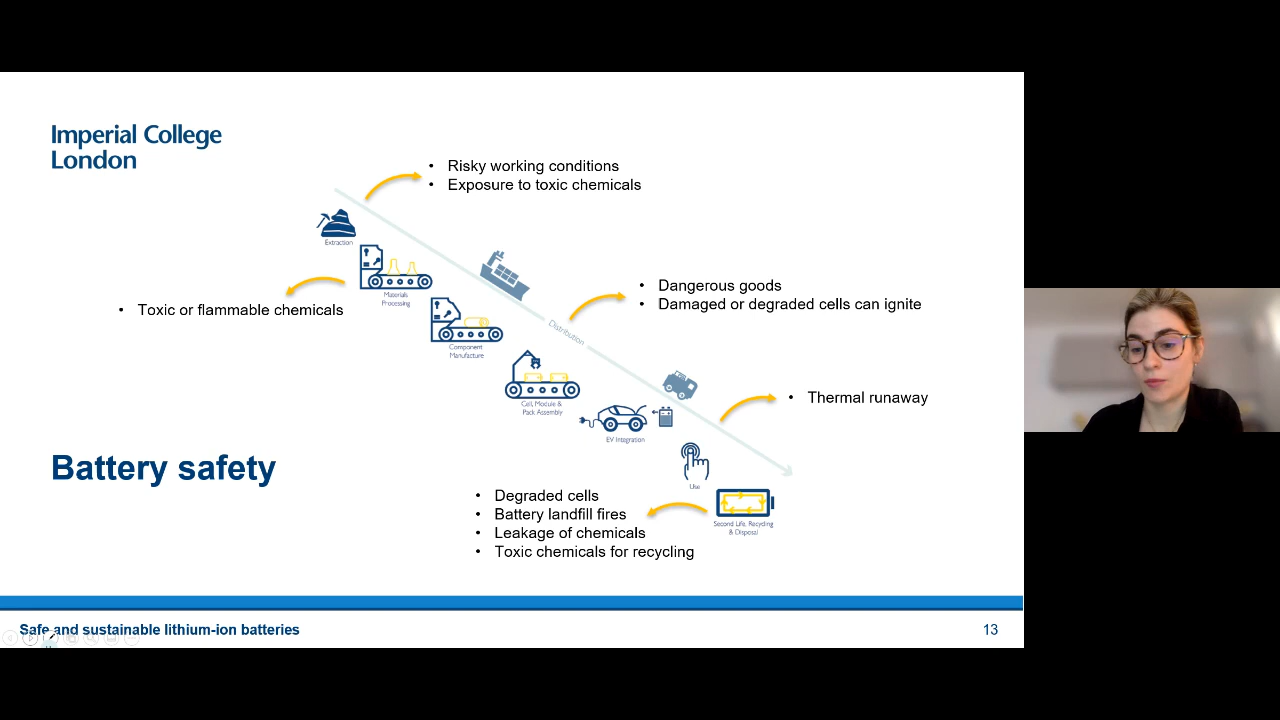 Imperial College
London
• Risky working conditions
• Exposure to toxic chemicals
Extraction
Materials
Processing
• Toxic or flammable chemicals
• Dangerous goods
• Damaged or degraded cells can ignite
Distribution
Component
Manufacture
Cell, Module &
Pack Assembly
• Thermal runaway
EV Integration
Battery safety
Use
• Degraded cells
• Battery landfill fires
• Leakage of chemicals
• Toxic chemicals for recycling
Second Life, Recycling
& Disposal
Safe and sustainable lithium-ion batteries
13